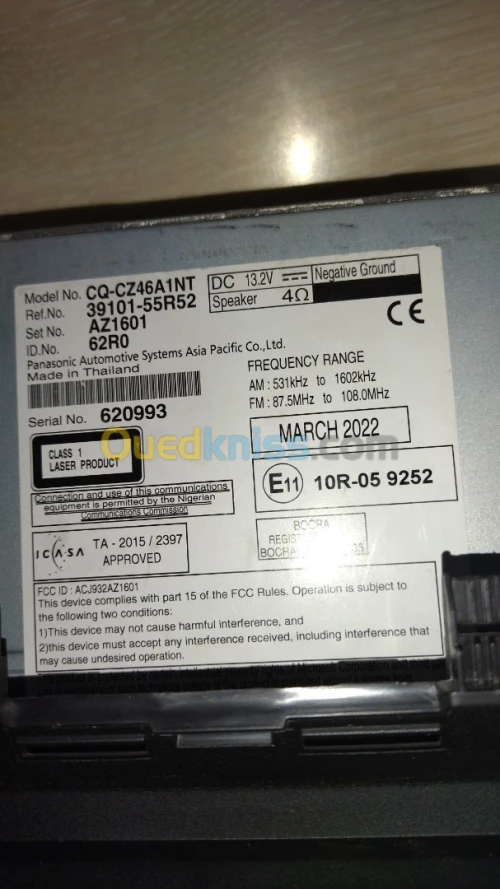 Model No. CQ-CZ46A1NT
Ref.No. 39101-55R52
Set No. AZ1601
ID.No. 62R0
DC 13.2V Negative Ground
Speaker 4Ω
CE
Panasonic Automotive Systems Asia Pacific Co.,Ltd.
Made in Thailand
Serial No. 620993
FREQUENCY RANGE
AM : 531kHz to 1602kHz
FM : 87.5MHz to 108.0MHz
MARCH 2022
Ouedkniss.com
CLASS 1
LASER PRODUCT
E11 10R-05 9252
Connection and use of this communications
equipment is permitted by the Nigerian
Communications Commission
ICASA TA - 2015 / 2397
APPROVED
BOCRA
REGIS
BOCRA
FCC ID : ACJ932AZ1601
This device complies with part 15 of the FCC Rules. Operation is subject to
the following two conditions:
1)This device may not cause harmful interference, and
2)this device must accept any interference received, including interference that
may cause undesired operation.